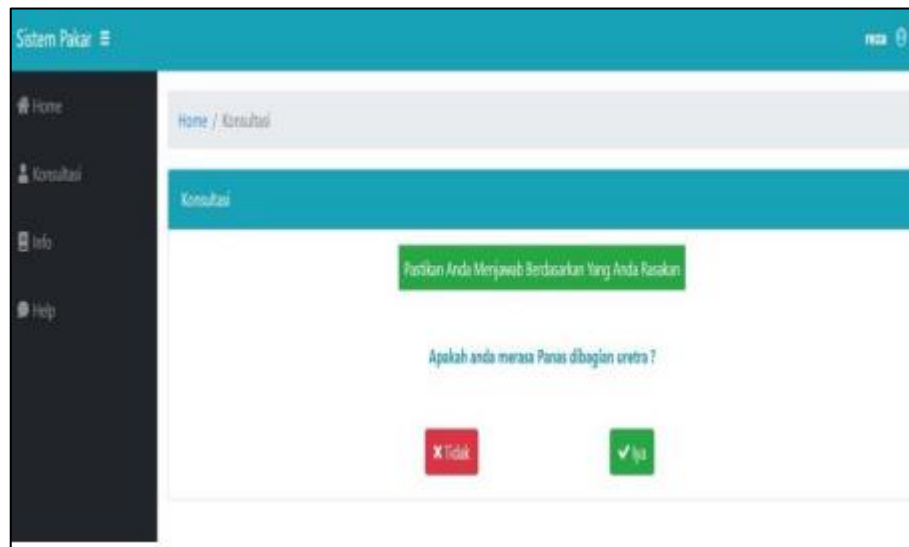 Sistem Pakar
reza
Home
Konsultasi
Info
Help
Home / Konsultasi
Konsultasi
Pastikan Anda Menjawab Berdasarkan Yang Anda Rasakan
Apakah anda merasa Panas dibagian uretra ?
Tidak
Iya